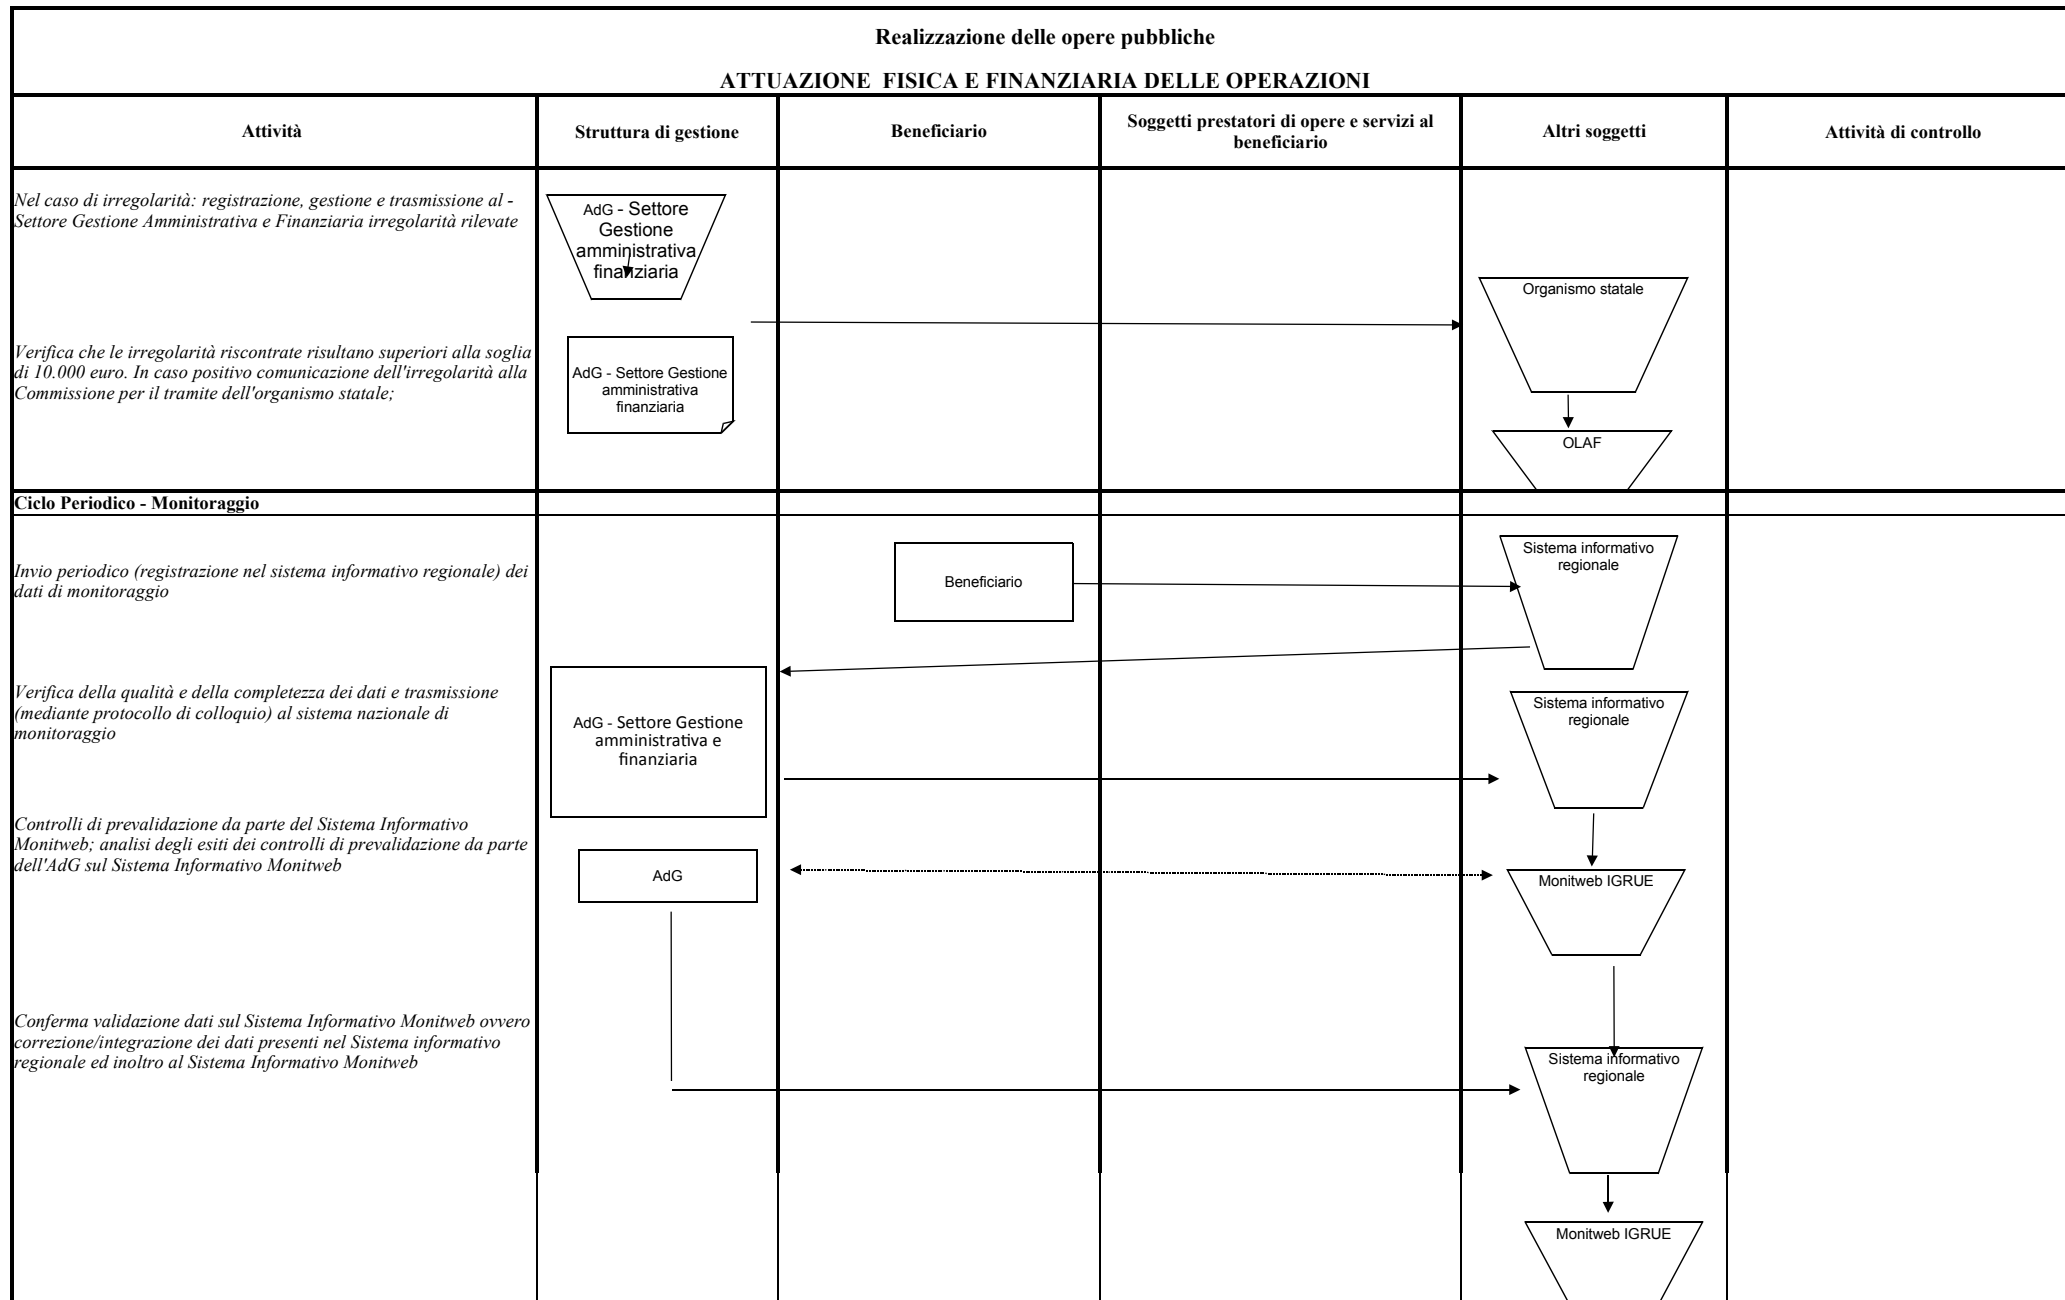 Realizzazione delle opere pubbliche
ATTUAZIONE FISICA E FINANZIARIA DELLE OPERAZIONI
Attività
Struttura di gestione
Beneficiario
Soggetti prestatori di opere e servizi al
beneficiario
Altri soggetti
Attività di controllo
Nel caso di irregolarità: registrazione, gestione e trasmissione al -
Settore Gestione Amministrativa e Finanziaria irregolarità rilevate
AdG - Settore
Gestione
amministrativa
finanziaria
Organismo statale
Verifica che le irregolarità riscontrate risultano superiori alla soglia
di 10.000 euro. In caso positivo comunicazione dell'irregolarità alla
Commissione per il tramite dell'organismo statale;
AdG - Settore Gestione
amministrativa
finanziaria
OLAF
Ciclo Periodico - Monitoraggio
Invio periodico (registrazione nel sistema informativo regionale) dei
dati di monitoraggio
Beneficiario
Sistema informativo
regionale
Verifica della qualità e della completezza dei dati e trasmissione
(mediante protocollo di colloquio) al sistema nazionale di
monitoraggio
AdG - Settore Gestione
amministrativa e
finanziaria
Sistema informativo
regionale
Controlli di prevalidazione da parte del Sistema Informativo
Monitweb; analisi degli esiti dei controlli di prevalidazione da parte
dell'AdG sul Sistema Informativo Monitweb
AdG
Monitweb IGRUE
Conferma validazione dati sul Sistema Informativo Monitweb ovvero
correzione/integrazione dei dati presenti nel Sistema informativo
regionale ed inoltro al Sistema Informativo Monitweb
Sistema informativo
regionale
Monitweb IGRUE